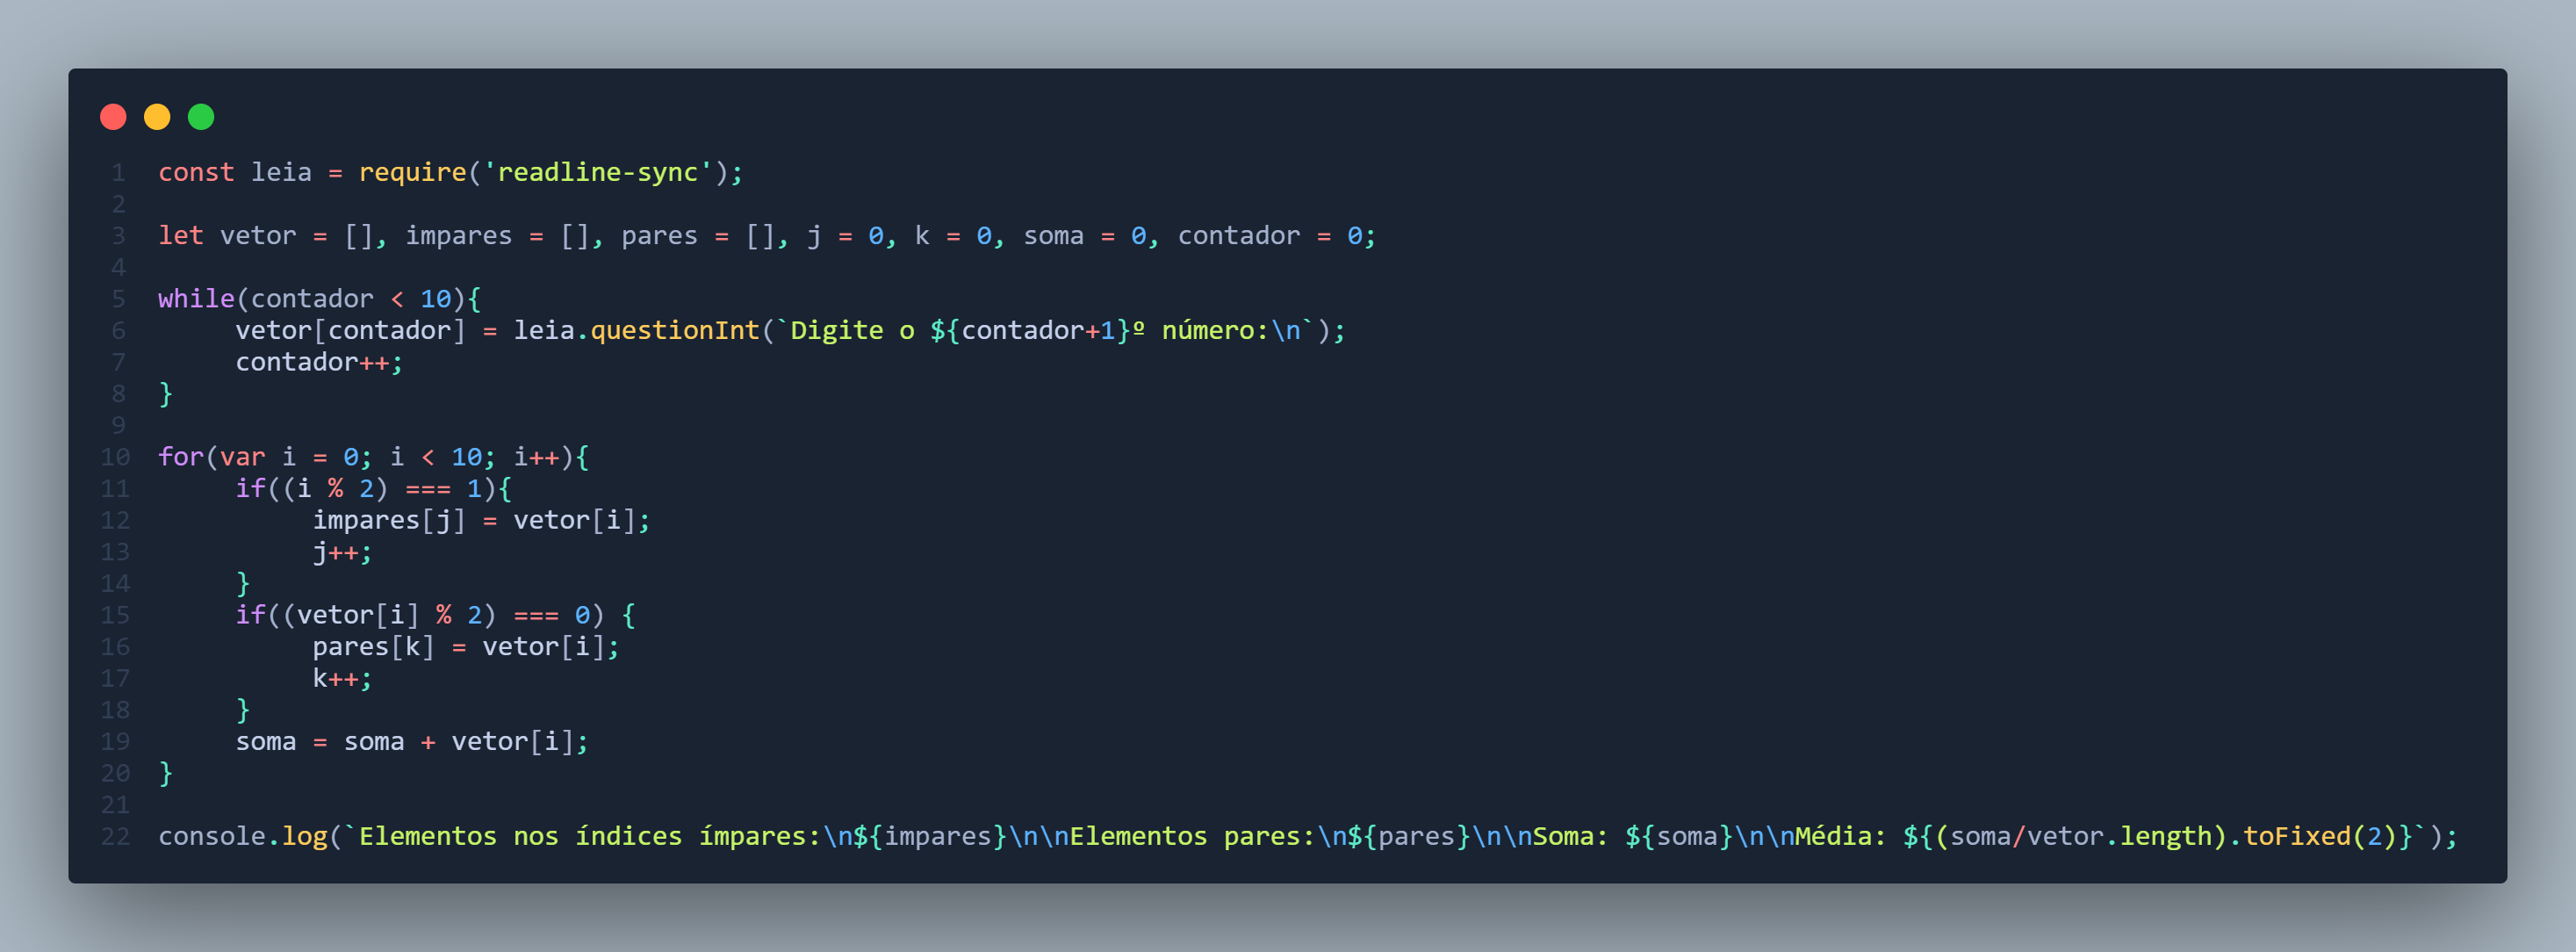 1 const leia = require('readline-sync');
2
3 let vetor = [], impares = [], pares = [], j = 0, k = 0, soma = 0, contador = 0;
4
5 while(contador < 10){
6      vetor[contador] = leia.questionInt(`Digite o ${contador+1}º número:\n`);
7      contador++;
8 }
9
10 for(var i = 0; i < 10; i++){
11      if((i % 2) === 1){
12           impares[j] = vetor[i];
13           j++;
14      }
15      if((vetor[i] % 2) === 0) {
16           pares[k] = vetor[i];
17           k++;
18      }
19      soma = soma + vetor[i];
20 }
21
22 console.log(`Elementos nos índices ímpares:\n${impares}\n\nElementos pares:\n${pares}\n\nSoma: ${soma}\n\nMédia: ${(soma/vetor.length).toFixed(2)}`);